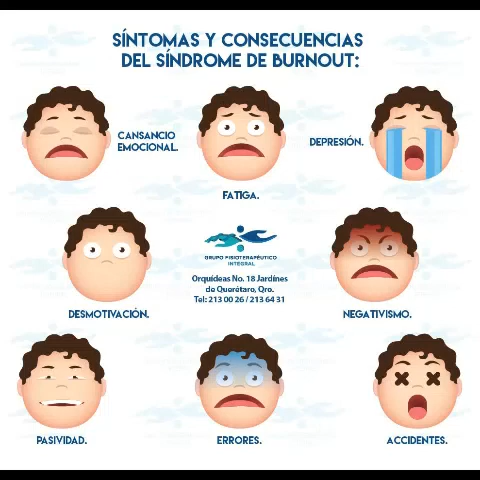 SÍNTOMAS Y CONSECUENCIAS
DEL SÍNDROME DE BURNOUT:
CANSANCIO
EMOCIONAL.
FATIGA.
DEPRESIÓN.
DESMOTIVACIÓN.
GRUPO FISIOTERAPÉUTICO
INTEGRAL
Orquídeas No. 18 Jardínes
de Querétaro, Qro.
Tel: 213 00 26 / 213 64 31
NEGATIVISMO.
PASIVIDAD.
ERRORES.
ACCIDENTES.